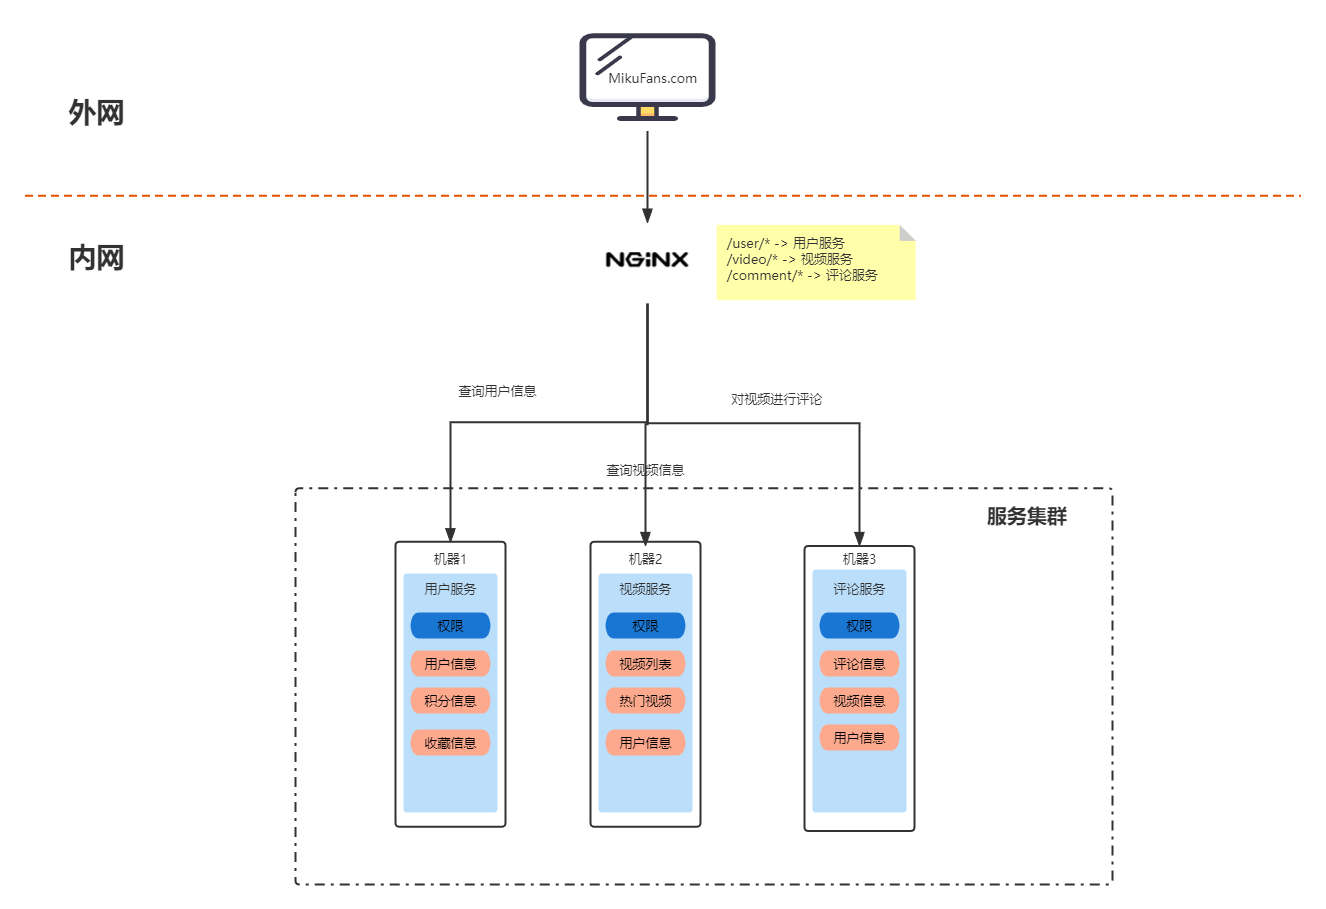 MikuFans.com
外网
内网
NGiNX
/user/* -> 用户服务
/video/* -> 视频服务
/comment/* -> 评论服务
查询用户信息
对视频进行评论
查询视频信息
服务集群
机器1
用户服务
权限
用户信息
积分信息
收藏信息
机器2
视频服务
权限
视频列表
热门视频
用户信息
机器3
评论服务
权限
评论信息
视频信息
用户信息